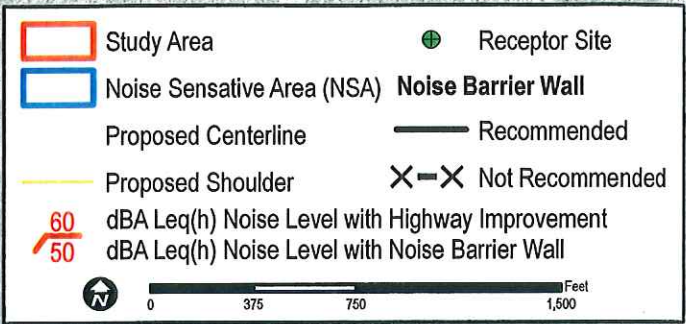 Study Area
Receptor Site
Noise Sensative Area (NSA)
Noise Barrier Wall
Proposed Centerline
Recommended
Proposed Shoulder
Not Recommended
60 dBA Leq(h) Noise Level with Highway Improvement
50 dBA Leq(h) Noise Level with Noise Barrier Wall
N
Feet
0 375 750 1,500